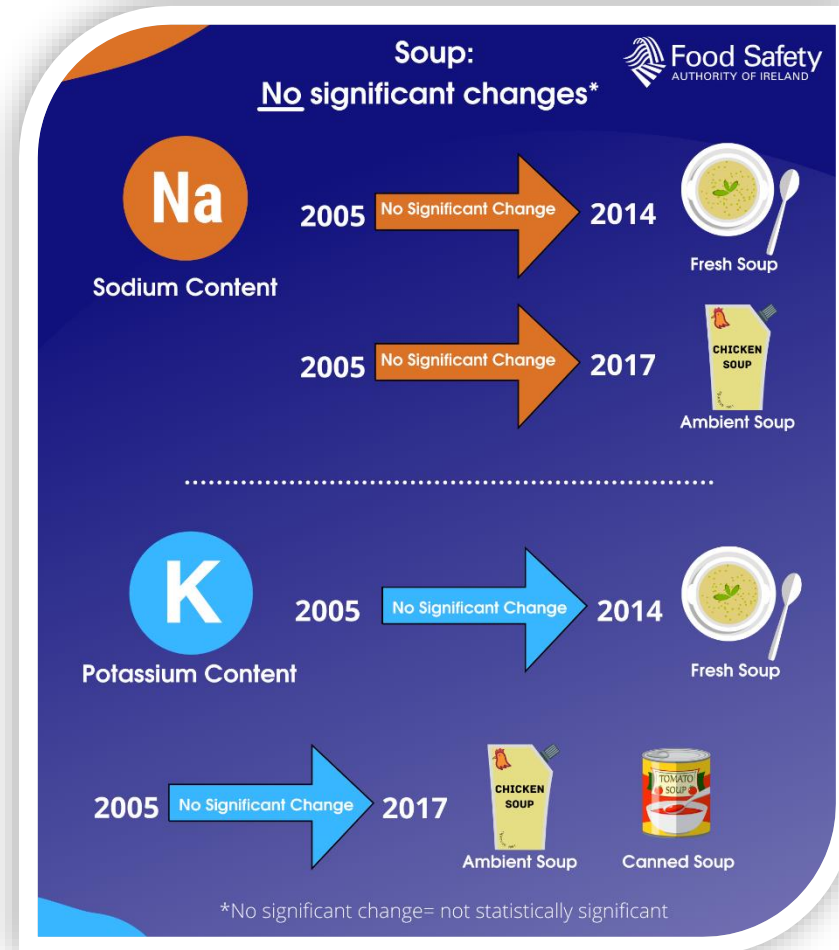 Soup:
No significant changes*
Food Safety
AUTHORITY OF IRELAND
Na
Sodium Content
2005
No Significant Change
2014
Fresh Soup
2005
No Significant Change
2017
CHICKEN
SOUP
Ambient Soup
K
Potassium Content
2005
No Significant Change
2014
Fresh Soup
2005
No Significant Change
2017
CHICKEN
SOUP
Ambient Soup
TOMATO
SOUP
Canned Soup
*No significant change= not statistically significant